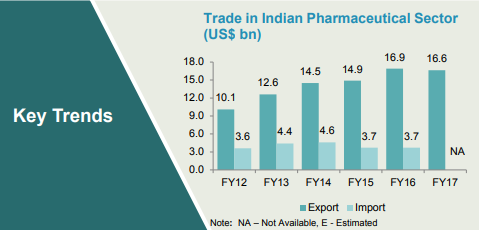 Key Trends
Trade in Indian Pharmaceutical Sector
(US$ bn)
18.0
15.0
12.0
9.0
6.0
3.0
0.0
10.1
3.6
12.6
4.4
14.5
4.6
14.9
3.7
16.9
3.7
16.6
NA
FY12 FY13 FY14 FY15 FY16 FY17
Export Import
Note: NA – Not Available, E - Estimated